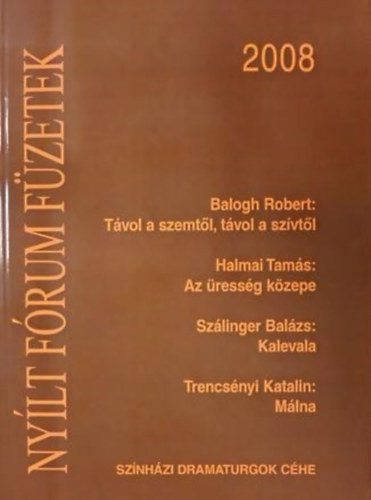 NYÍLT FÓRUM FÜZETEK
2008
Balogh Robert:
Távol a szemtől, távol a szívtől
Halmai Tamás:
Az üresség közepe
Szálinger Balázs:
Kalevala
Trencsényi Katalin:
Málna
SZÍNHÁZI DRAMATURGOK CÉHE